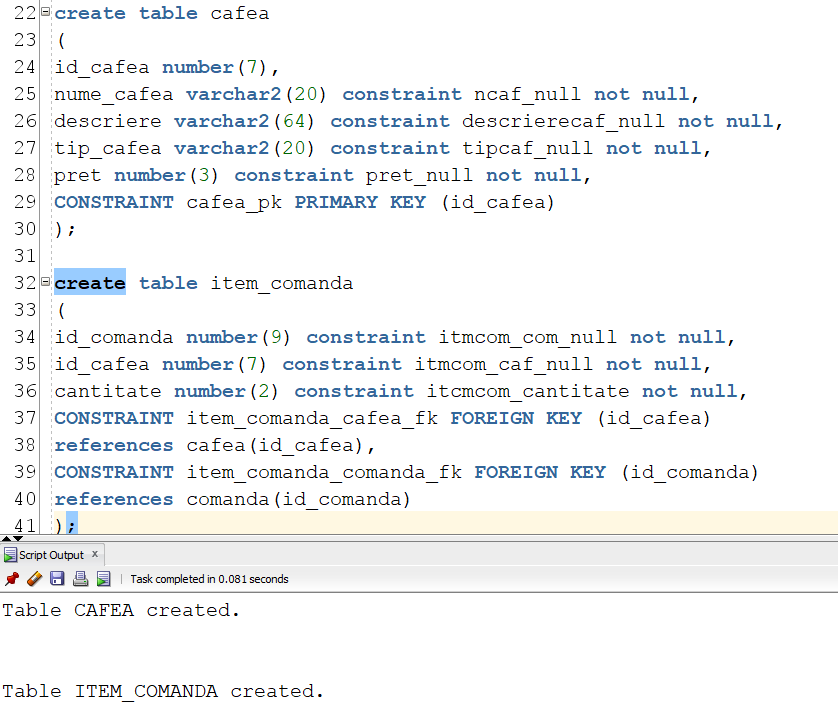 22 create table cafea
23 (
24 id_cafea number(7),
25 nume_cafea varchar2(20) constraint ncaf_null not null,
26 descriere varchar2(64) constraint descrierecaf_null not null,
27 tip_cafea varchar2(20) constraint tipcaf_null not null,
28 pret number(3) constraint pret_null not null,
29 CONSTRAINT cafea_pk PRIMARY KEY (id_cafea)
30 );
31
32 create table item_comanda
33 (
34 id_comanda number(9) constraint itmcom_com_null not null,
35 id_cafea number(7) constraint itmcom_caf_null not null,
36 cantitate number(2) constraint itcmcom_cantitate not null,
37 CONSTRAINT item_comanda_cafea_fk FOREIGN KEY (id_cafea)
38 references cafea(id_cafea),
39 CONSTRAINT item_comanda_comanda_fk FOREIGN KEY (id_comanda)
40 references comanda(id_comanda)
41 );
Script Output x
Task completed in 0.081 seconds
Table CAFEA created.
Table ITEM_COMANDA created.